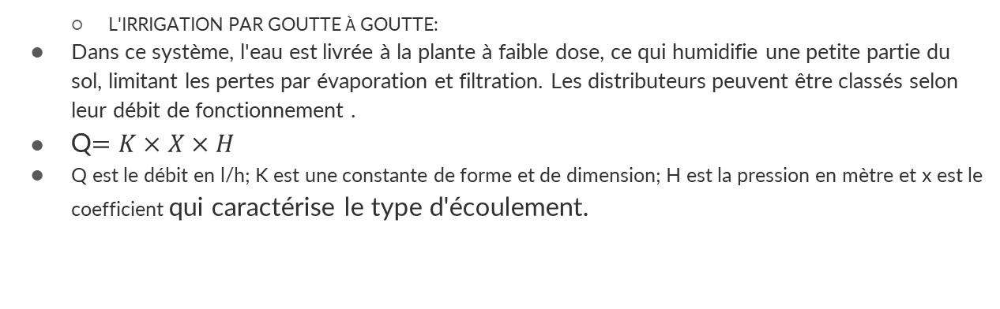 L'IRRIGATION PAR GOUTTE À GOUTTE:
Dans ce système, l'eau est livrée à la plante à faible dose, ce qui humidifie une petite partie du
sol, limitant les pertes par évaporation et filtration. Les distributeurs peuvent être classés selon
leur débit de fonctionnement .
Q= K × X × H
Q est le débit en l/h; K est une constante de forme et de dimension; H est la pression en mètre et x est le
coefficient qui caractérise le type d'écoulement.